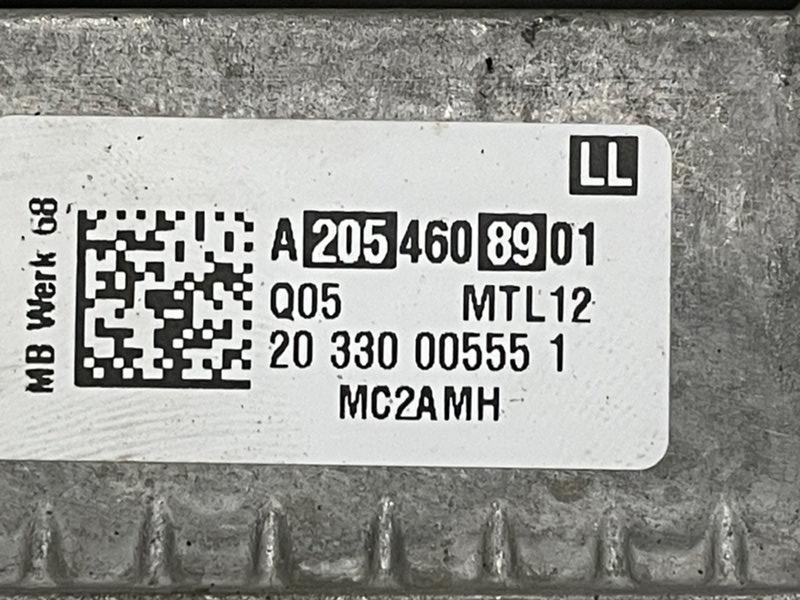 LL
MB Werk 68
A 205 460 89 01
Q05 MTL12
20 330 00555 1
MC2AMH